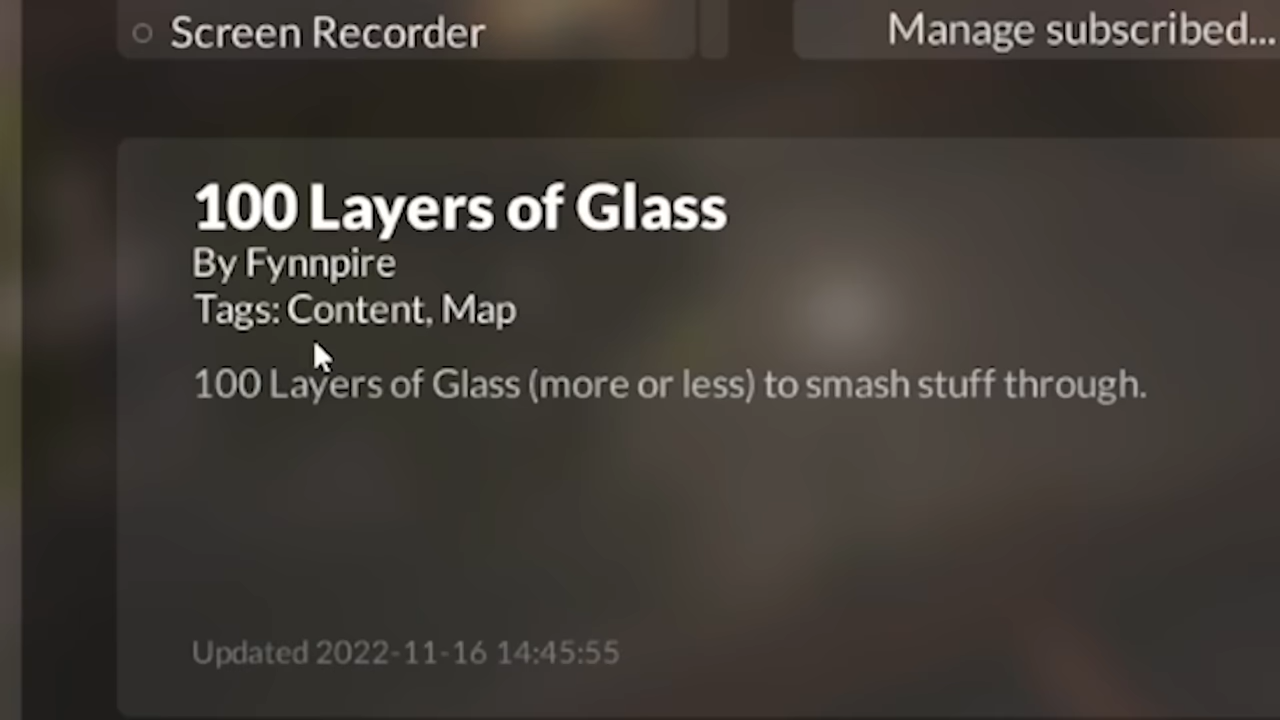 Screen Recorder
Manage subscribed...
100 Layers of Glass
By Fynnpire
Tags: Content, Map
100 Layers of Glass (more or less) to smash stuff through.
Updated 2022-11-16 14:45:55